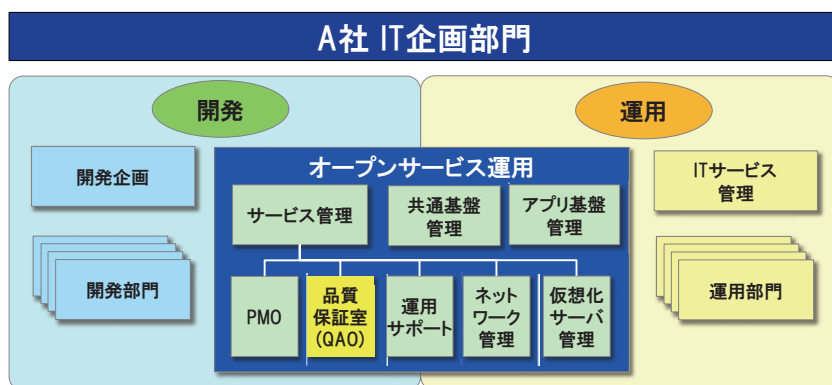 A社 IT企画部門
開発
運用
開発企画
オープンサービス運用
ITサービス
管理
サービス管理
共通基盤
管理
アプリ基盤
管理
開発部門
運用部門
PMO
品質
保証室
(QAO)
運用
サポート
ネット
ワーク
管理
仮想化
サーバ
管理